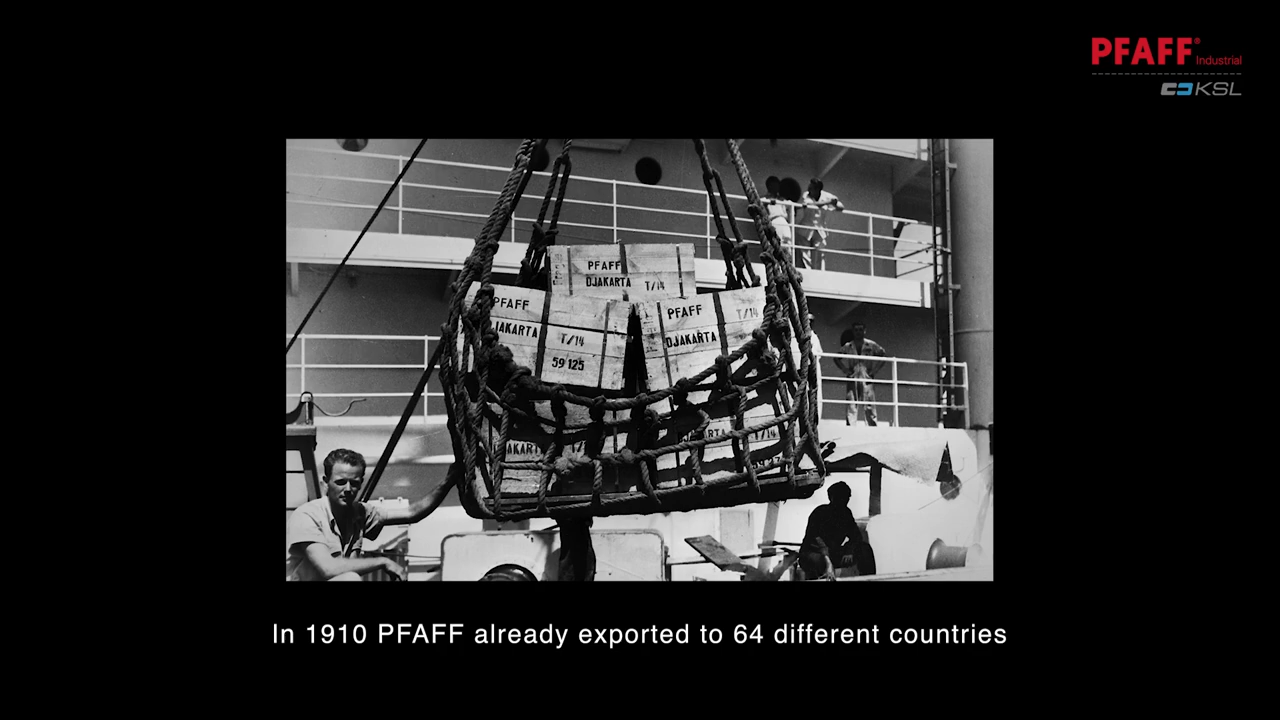 PFAFF® Industrial
KSL
PFAFF
DJAKARTA T/14
PFAFF
JAKARTA T/14
59 125
PFAFF T/14
DJAKARTA
In 1910 PFAFF already exported to 64 different countries